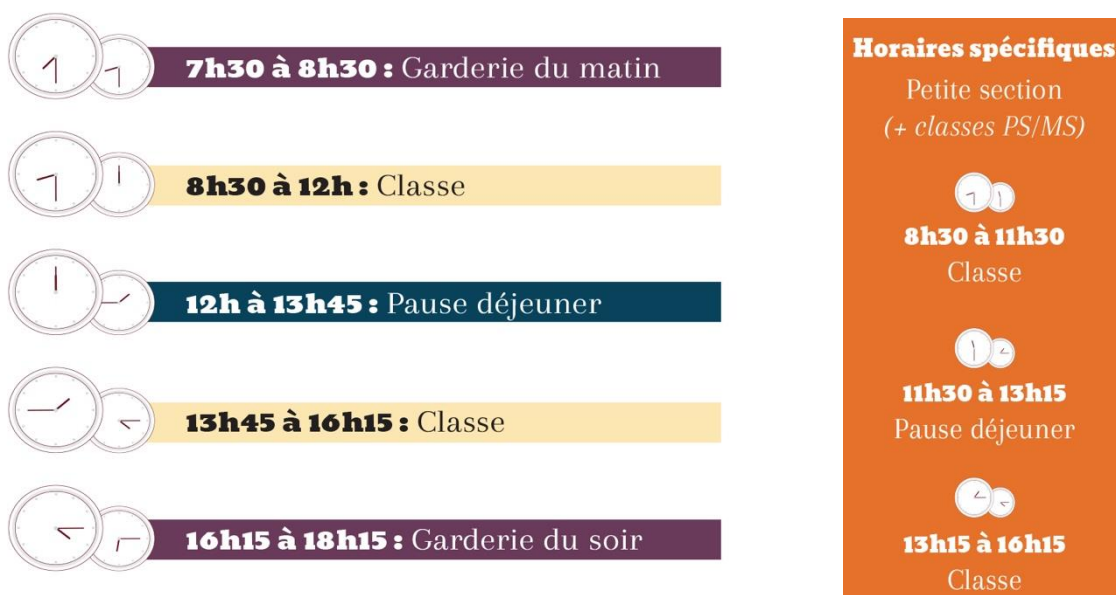 7h30 à 8h30 : Garderie du matin
8h30 à 12h : Classe
12h à 13h45 : Pause déjeuner
13h45 à 16h15 : Classe
16h15 à 18h15 : Garderie du soir
Horaires spécifiques
Petite section
(+ classes PS/MS)
8h30 à 11h30
Classe
11h30 à 13h15
Pause déjeuner
13h15 à 16h15
Classe